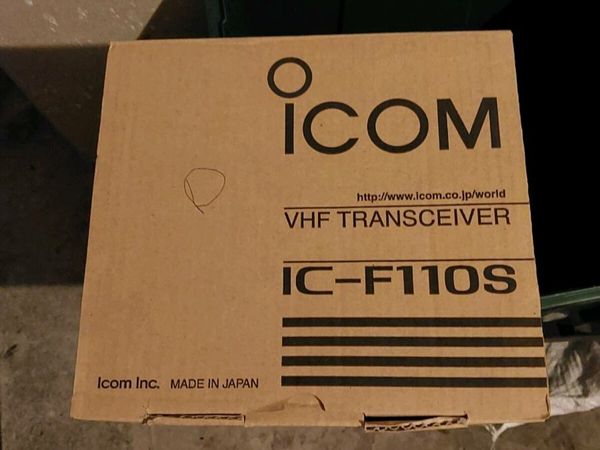 ICOM
http://www.icom.co.jp/world
VHF TRANSCEIVER
IC-F110S
Icom Inc. MADE IN JAPAN